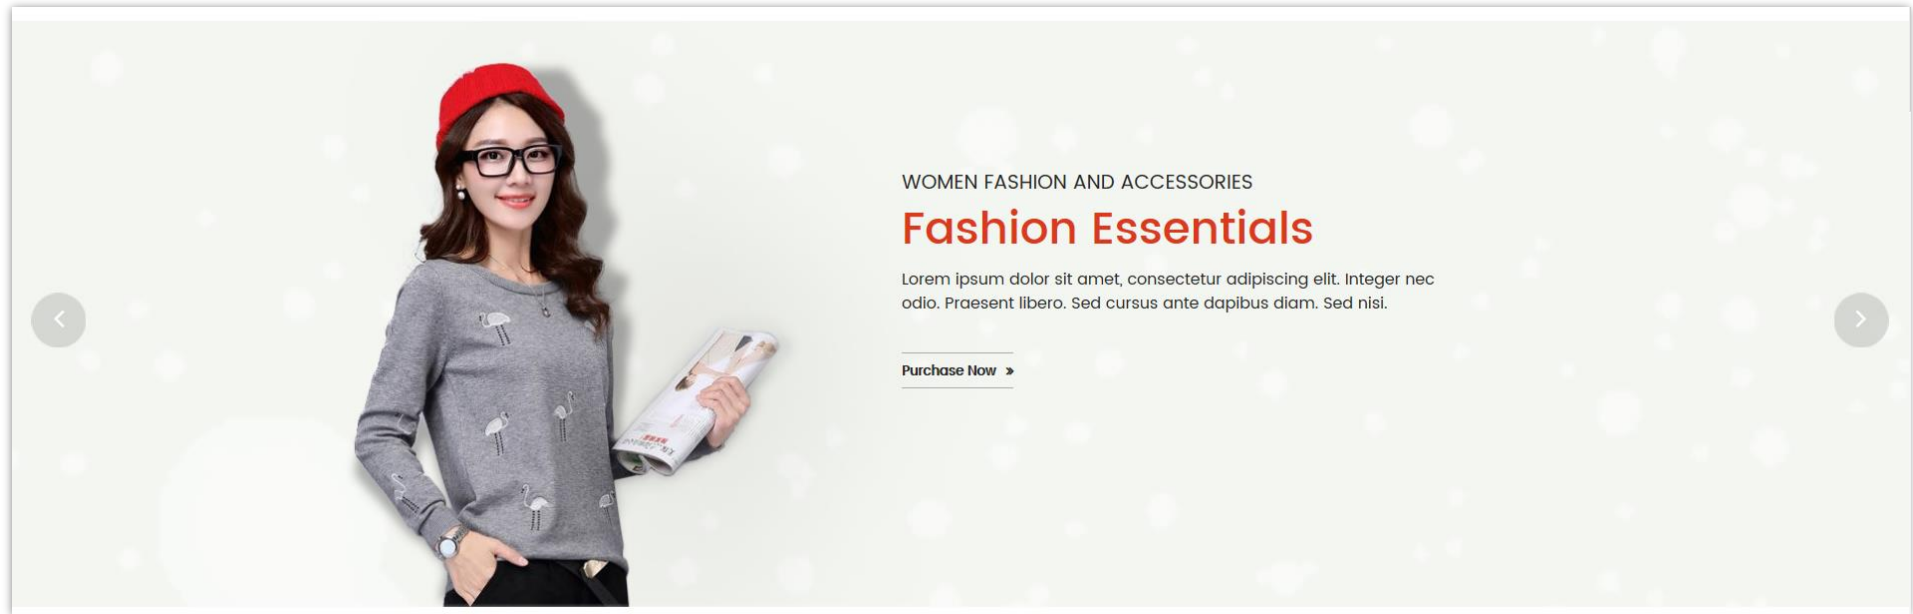 WOMEN FASHION AND ACCESSORIES
Fashion Essentials
Lorem ipsum dolor sit amet, consectetur adipiscing elit. Integer nec
odio. Praesent libero. Sed cursus ante dapibus diam. Sed nisi.
Purchase Now »